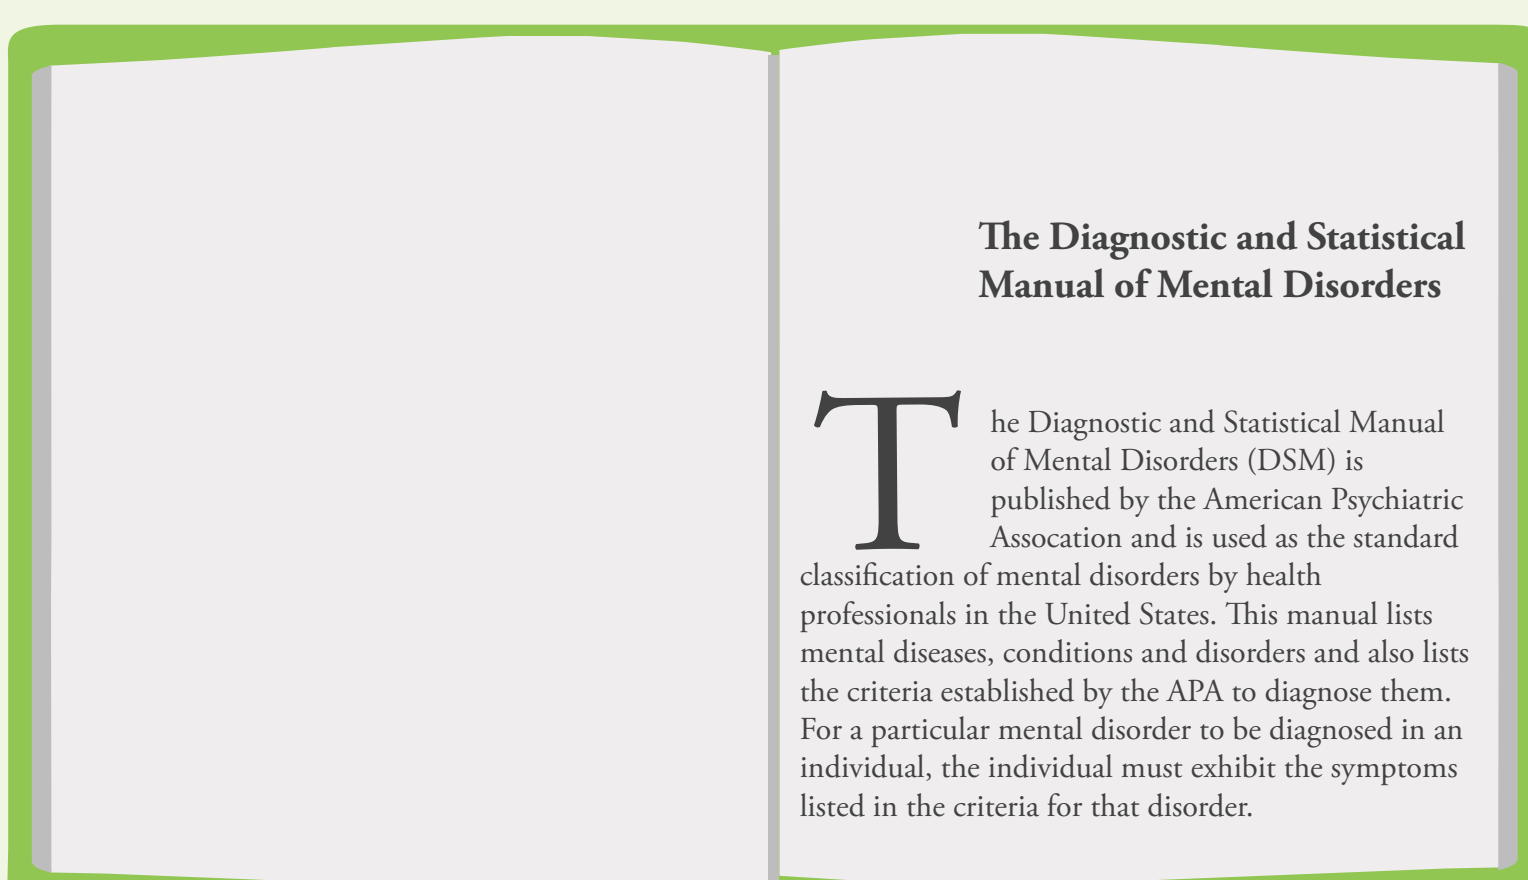 The Diagnostic and Statistical
Manual of Mental Disorders
The Diagnostic and Statistical Manual
of Mental Disorders (DSM) is
published by the American Psychiatric
Assocation and is used as the standard
classification of mental disorders by health
professionals in the United States. This manual lists
mental diseases, conditions and disorders and also lists
the criteria established by the APA to diagnose them.
For a particular mental disorder to be diagnosed in an
individual, the individual must exhibit the symptoms
listed in the criteria for that disorder.